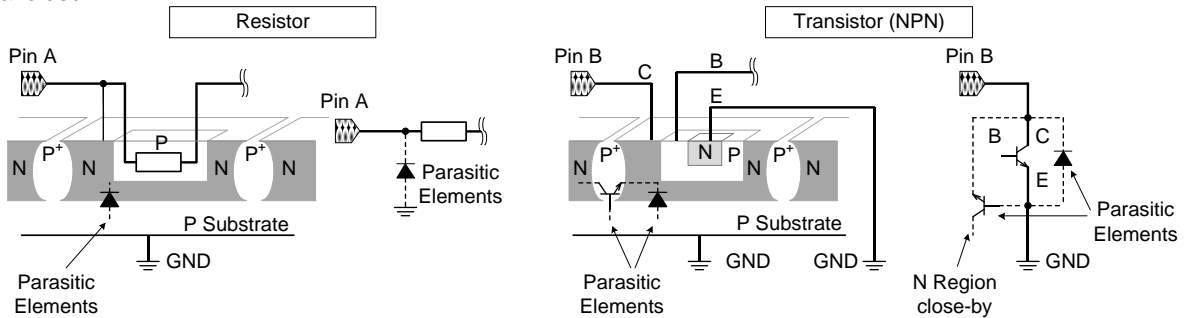 Resistor
Transistor (NPN)
Pin A
Pin A
N
P+
N
P
N
P+
N
Parasitic
Elements
P Substrate
GND
Parasitic
Elements
Pin B
C
B
E
N
P+
N
N
P
N
P+
N
P Substrate
GND
GND
Parasitic
Elements
Pin B
B
C
E
Parasitic
Elements
GND
N Region
close-by